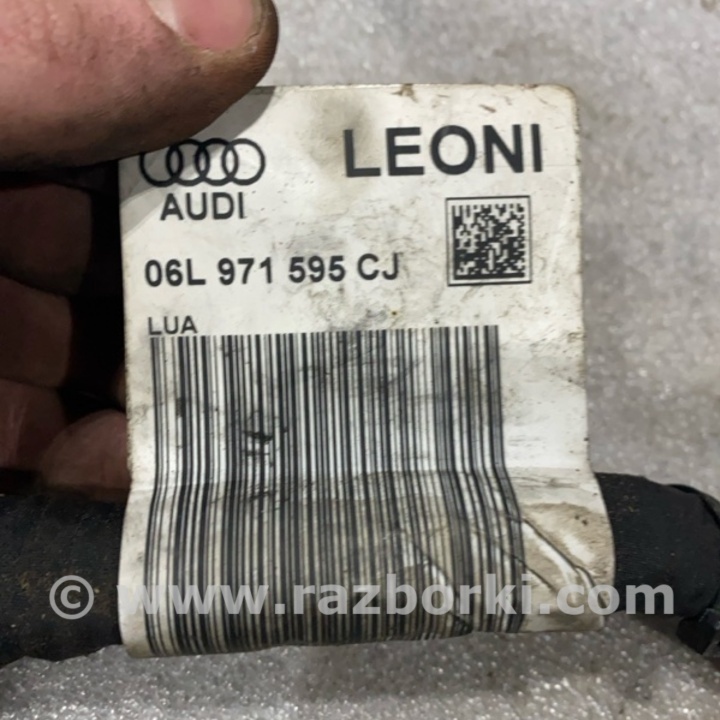 LEONI
AUDI
06L 971 595 CJ
LUA
© www.razborki.com